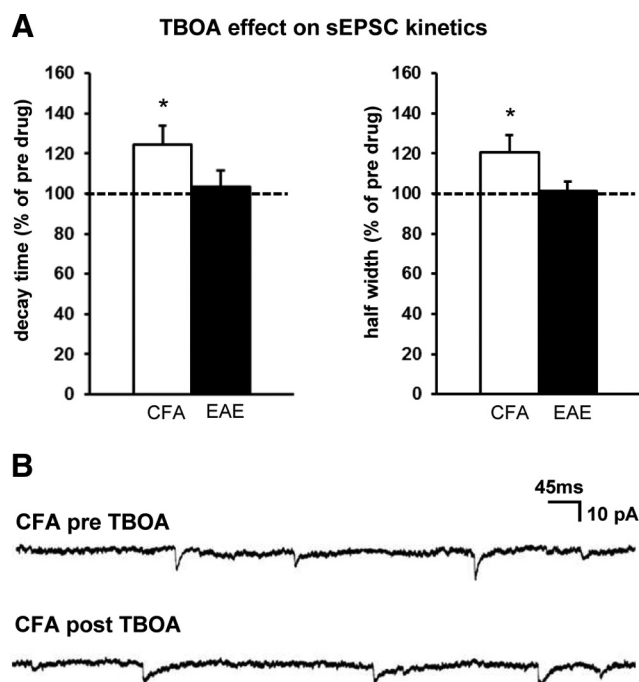 A
TBOA effect on sEPSC kinetics
decay time (% of pre drug)
160
140
120
100
80
60
40
20
0
*
CFA EAE
half width (% of pre drug)
160
140
120
100
80
60
40
20
0
*
CFA EAE
B
45ms
10 pA
CFA pre TBOA
CFA post TBOA